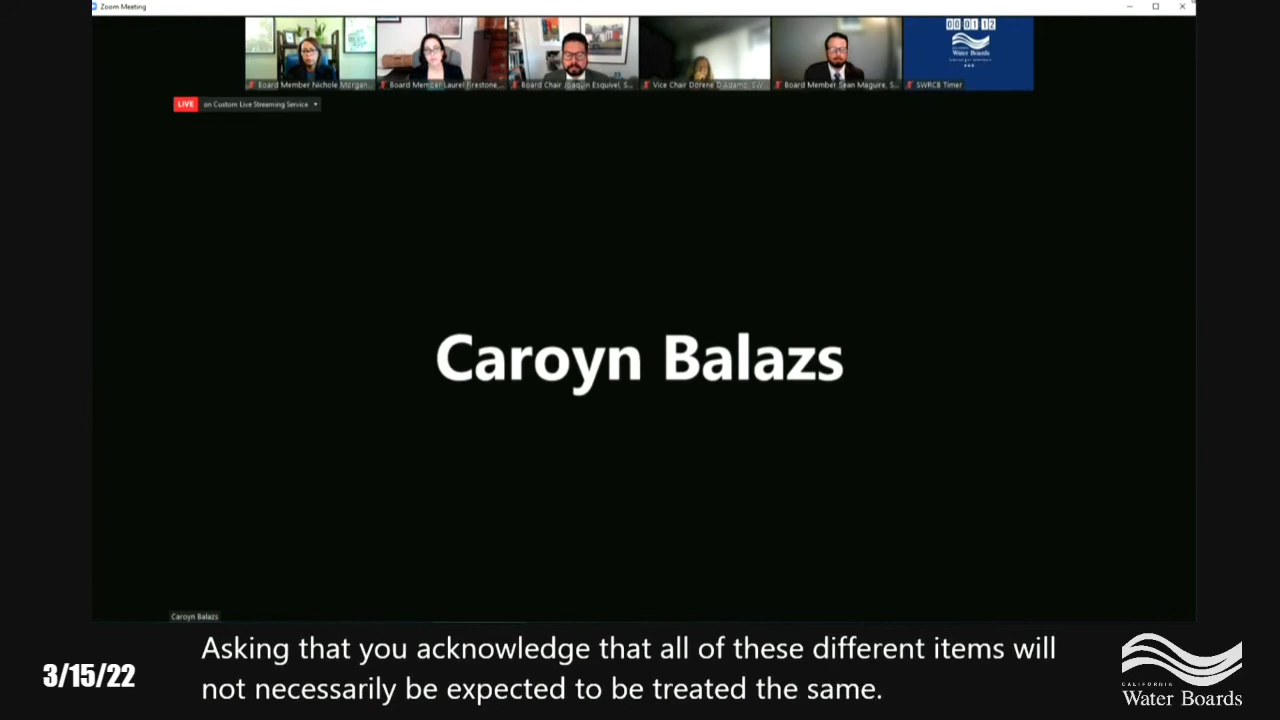 Zoom Meeting
Board Member Nichole Morgan...
Board Member Laurel Firestone,...
Board Chair Joaquin Esquivel, S...
Vice Chair Dorene D'Adamo, SW...
Board Member Sean Maguire, S...
00 01 12
CALIFORNIA
Water Boards
SWRCB Timer
LIVE
on Custom Live Streaming Service
Caroyn Balazs
Caroyn Balazs
Asking that you acknowledge that all of these different items will
not necessarily be expected to be treated the same.
3/15/22
CALIFORNIA
Water Boards